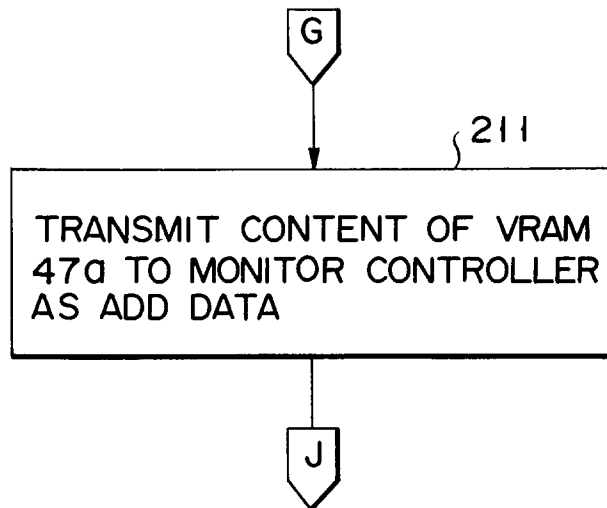 G
211
TRANSMIT CONTENT OF VRAM
47a TO MONITOR CONTROLLER
AS ADD DATA
J